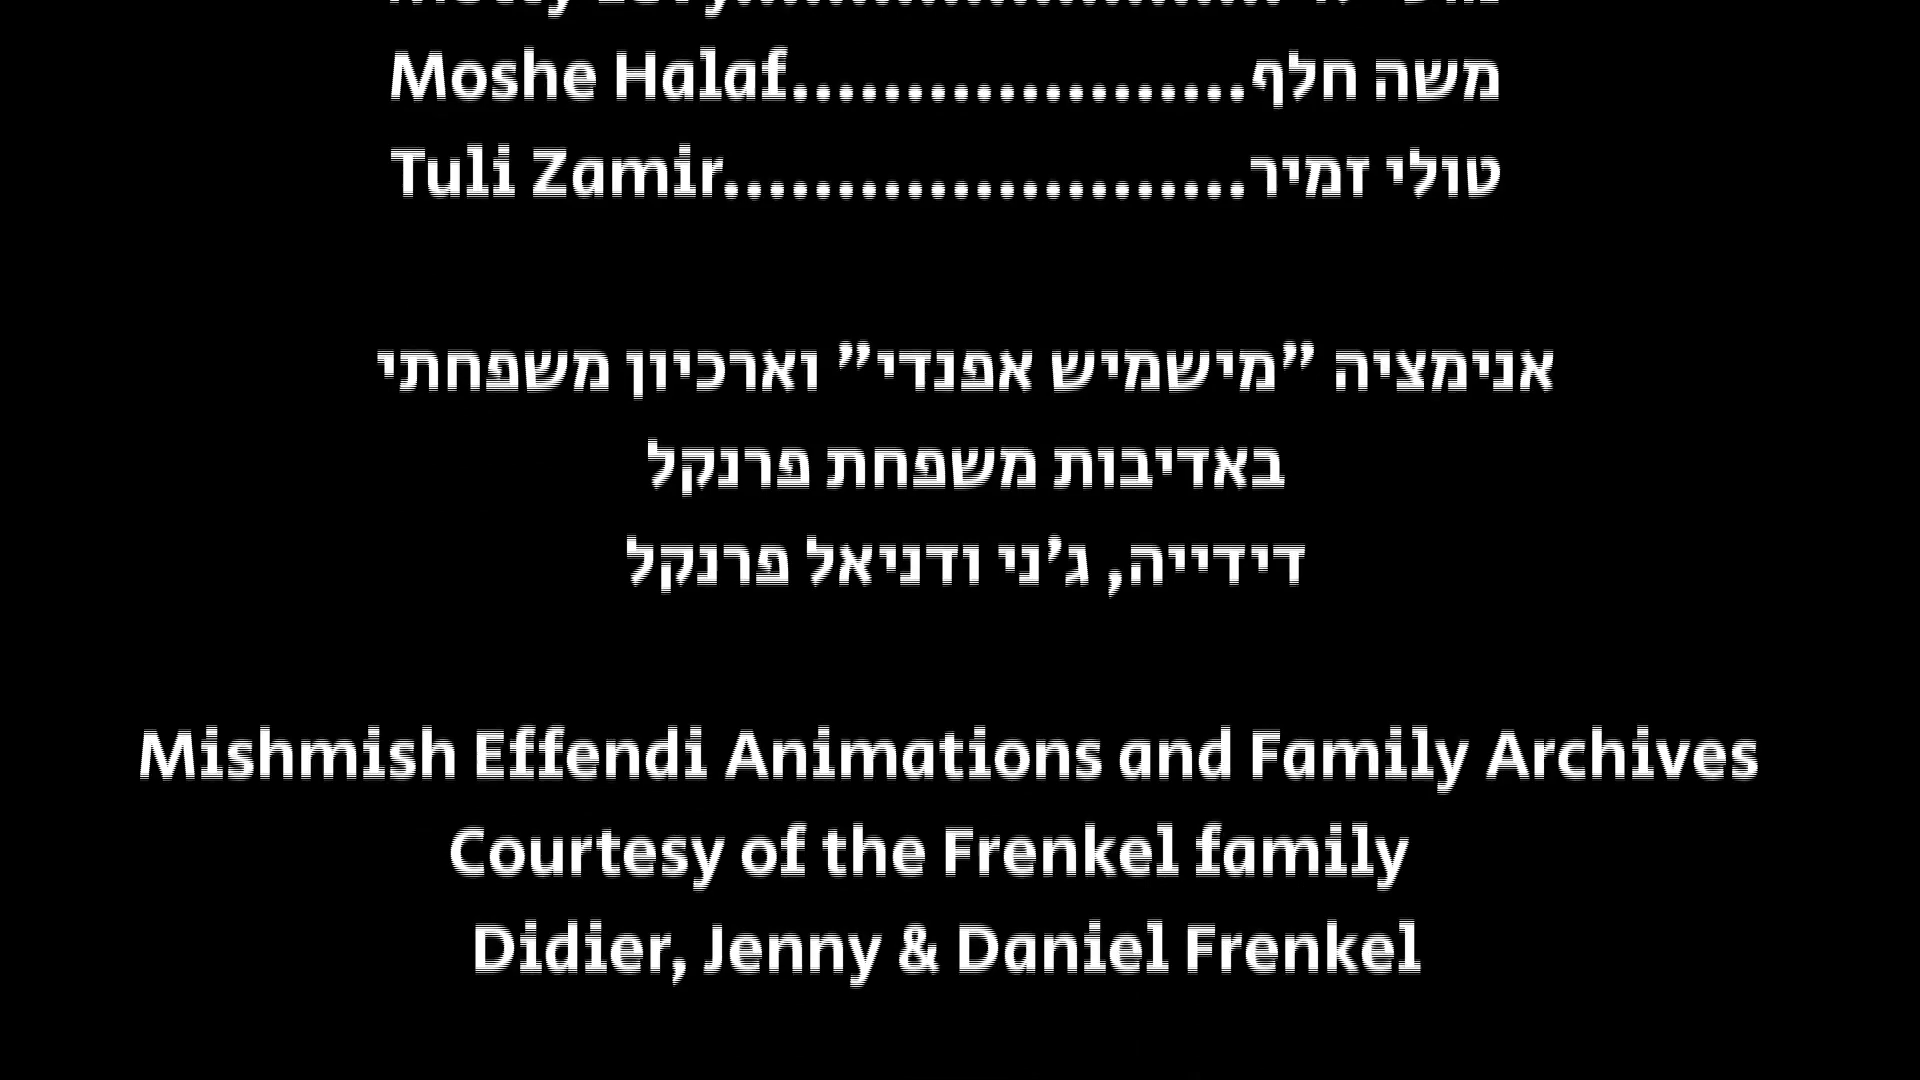 Moshe Halaf....................משה חלף
Tuli Zamir.......................טולי זמיר
אנימציה "מישמיש אפנדי" וארכיון משפחתי
באדיבות משפחת פרנקל
דידייה, ג'ני ודניאל פרנקל
Mishmish Effendi Animations and Family Archives
Courtesy of the Frenkel family
Didier, Jenny & Daniel Frenkel